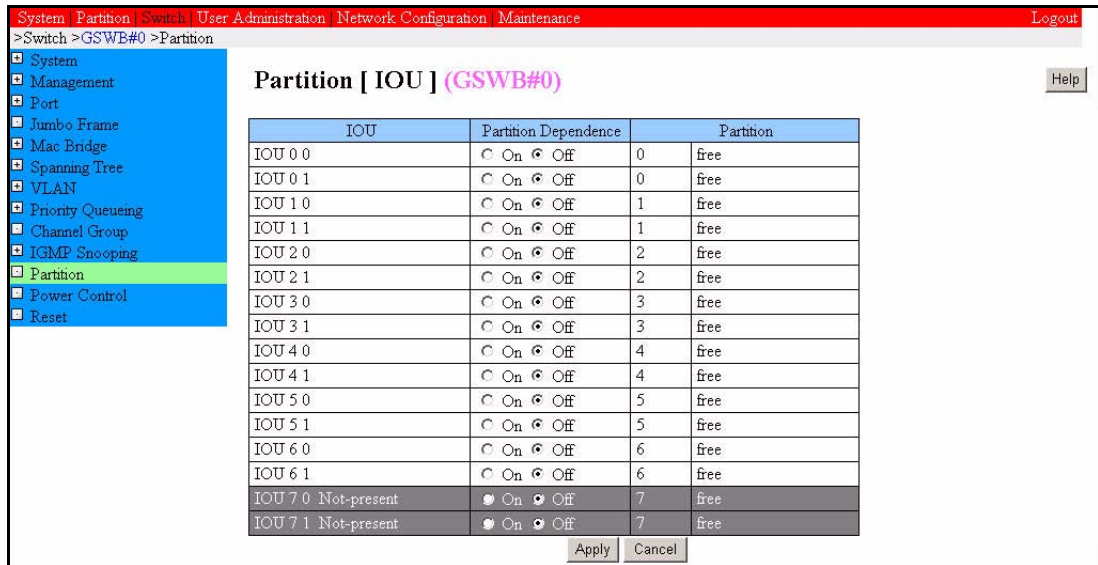 System | Partition | Switch | User Administration | Network Configuration | Maintenance Logout
>Switch >GSWB#0 >Partition
System
Management
Port
Jumbo Frame
Mac Bridge
Spanning Tree
VLAN
Priority Queueing
Channel Group
IGMP Snooping
Partition
Power Control
Reset
Partition [ IOU ] (GSWB#0)
Help
IOU Partition Dependence Partition
IOU 0 0 On Off 0 free
IOU 0 1 On Off 0 free
IOU 1 0 On Off 1 free
IOU 1 1 On Off 1 free
IOU 2 0 On Off 2 free
IOU 2 1 On Off 2 free
IOU 3 0 On Off 3 free
IOU 3 1 On Off 3 free
IOU 4 0 On Off 4 free
IOU 4 1 On Off 4 free
IOU 5 0 On Off 5 free
IOU 5 1 On Off 5 free
IOU 6 0 On Off 6 free
IOU 6 1 On Off 6 free
IOU 7 0 Not-present On Off 7 free
IOU 7 1 Not-present On Off 7 free
Apply Cancel